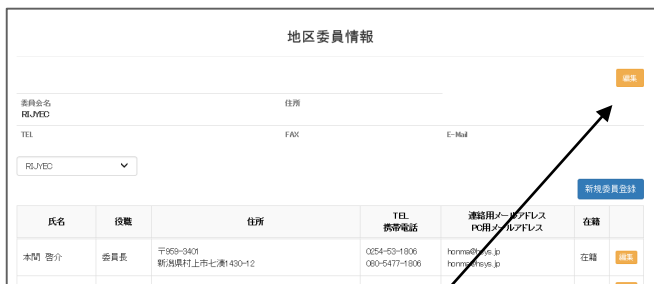 地区委員情報
編集
委員会名
住所
RIJYEC
TEL
FAX
E-Mail
RIJYEC
新規委員登録
氏名
役職
住所
TEL
携帯電話
連絡用メールアドレス
PC用メールアドレス
在籍
本間 啓介
委員長
〒959-3401
新潟県村上市七湊1430-12
0254-53-1806
080-5477-1806
在籍
編集